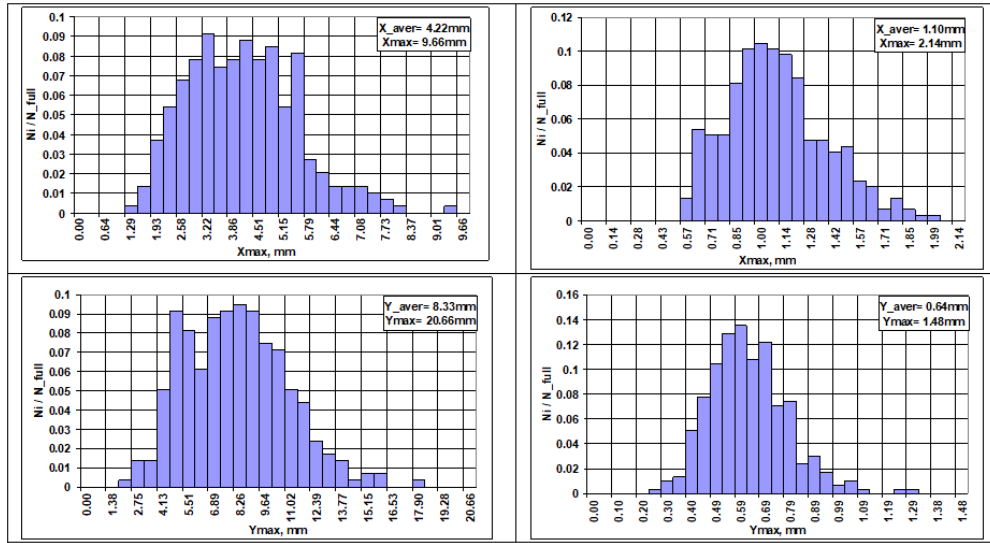 X_aver= 4.22mm
Xmax= 9.66mm
Ni / N_full
0.1
0.09
0.08
0.07
0.06
0.05
0.04
0.03
0.02
0.01
0
0.00 0.64 1.29 1.93 2.58 3.22 3.86 4.51 5.15 5.79 6.44 7.08 7.73 8.37 9.01 9.66
Xmax, mm
X_aver= 1.10mm
Xmax= 2.14mm
Ni / N_full
0.12
0.1
0.08
0.06
0.04
0.02
0
0.00 0.14 0.28 0.43 0.57 0.71 0.85 1.00 1.14 1.28 1.42 1.57 1.71 1.85 1.99 2.14
Xmax, mm
Y_aver= 8.33mm
Ymax= 20.66mm
Ni / N_full
0.1
0.09
0.08
0.07
0.06
0.05
0.04
0.03
0.02
0.01
0
0.00 1.38 2.75 4.13 5.51 6.89 8.26 9.64 11.02 12.39 13.77 15.15 16.53 17.90 19.28 20.66
Ymax, mm
Y_aver= 0.64mm
Ymax= 1.48mm
Ni / N_full
0.16
0.14
0.12
0.10
0.08
0.06
0.04
0.02
0.00
0.00 0.10 0.20 0.30 0.40 0.49 0.59 0.69 0.79 0.89 0.99 1.09 1.19 1.29 1.38 1.48
Ymax, mm